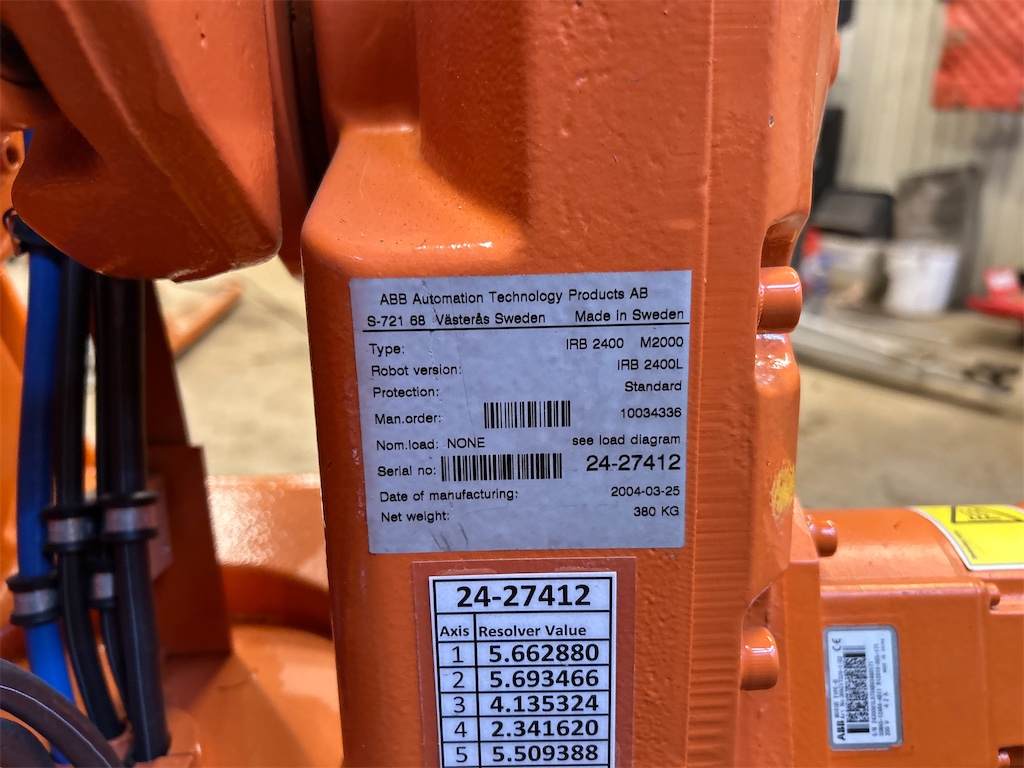 ABB Automation Technology Products AB
S-721 68 Västerås Sweden Made in Sweden
Type: IRB 2400 M2000
Robot version: IRB 2400L
Protection: Standard
Man.order: 10034336
Nom.load: NONE see load diagram
Serial no: 24-27412
Date of manufacturing: 2004-03-25
Net weight: 380 KG
24-27412
Axis Resolver Value
1 5.662880
2 5.693466
3 4.135324
4 2.341620
5 5.509388
ABB
CE